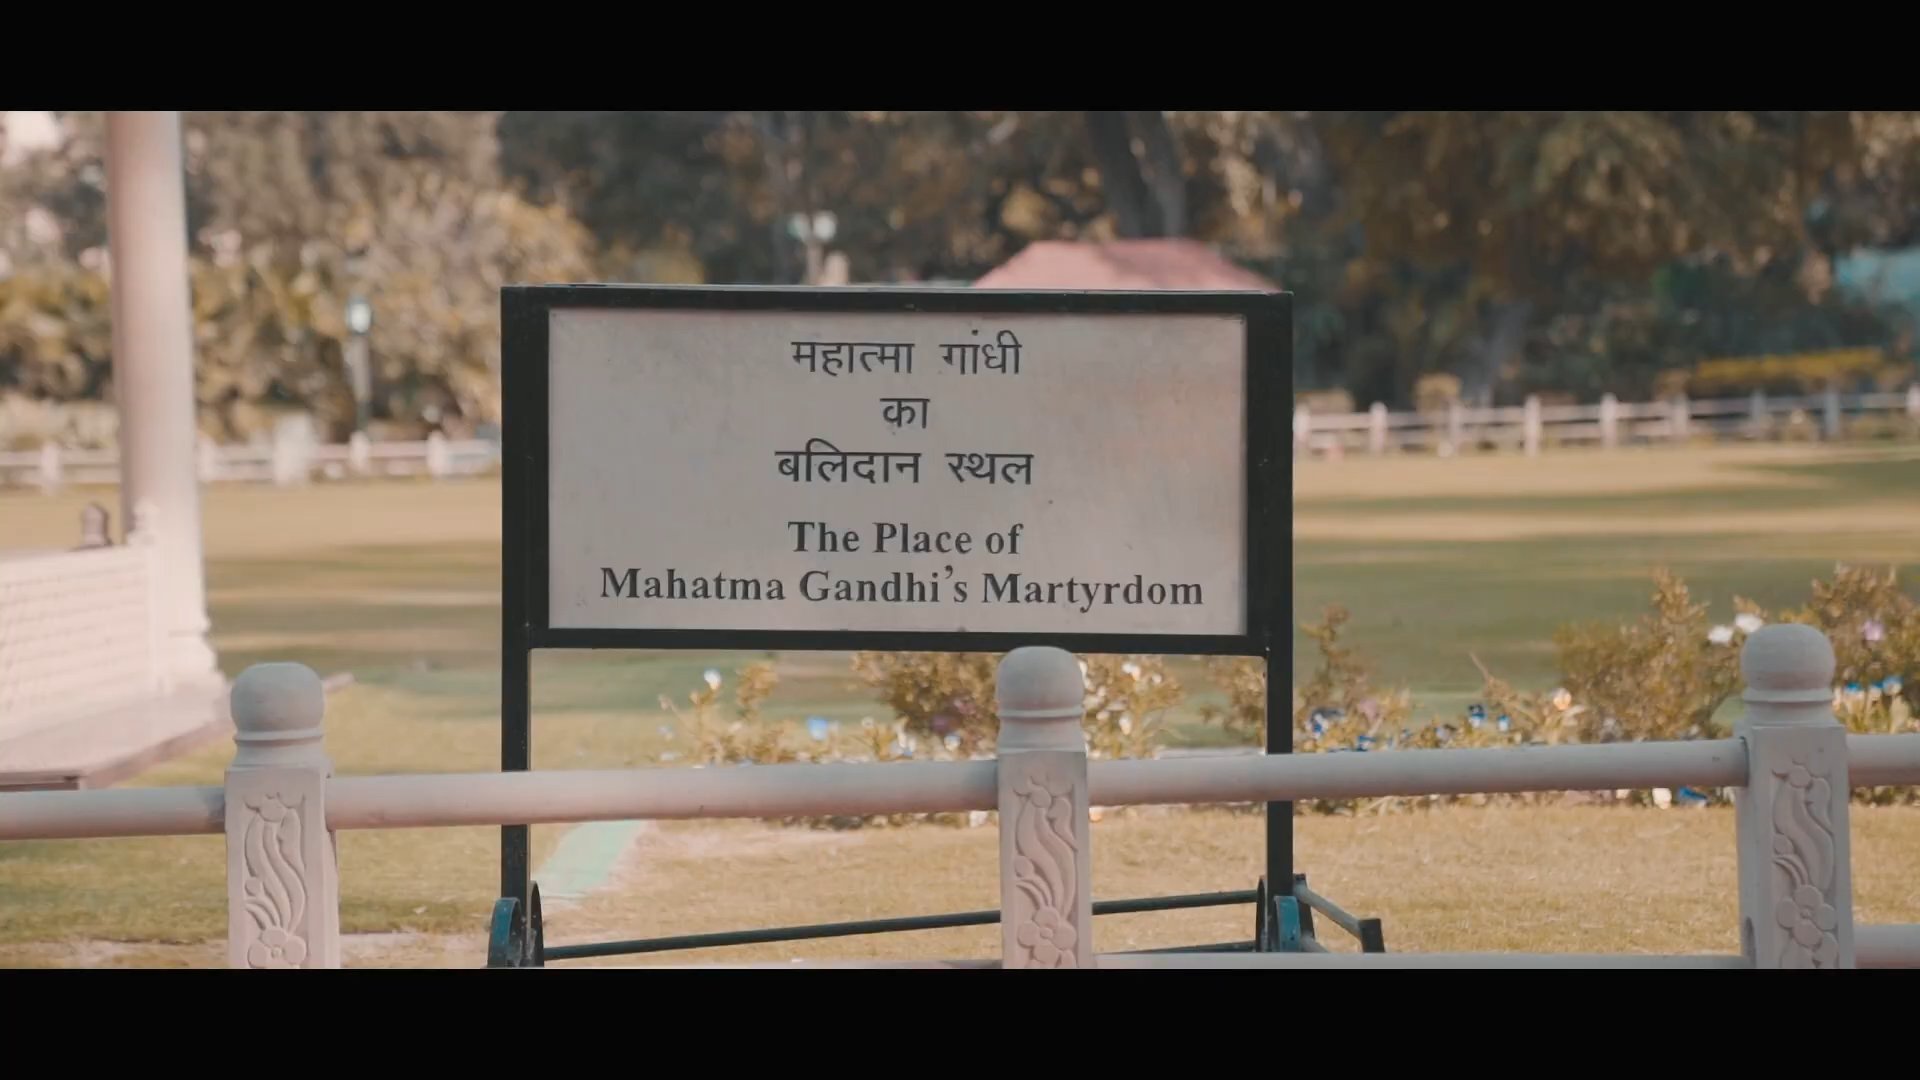 महात्मा गांधी
का
बलिदान स्थल
The Place of
Mahatma Gandhi's Martyrdom